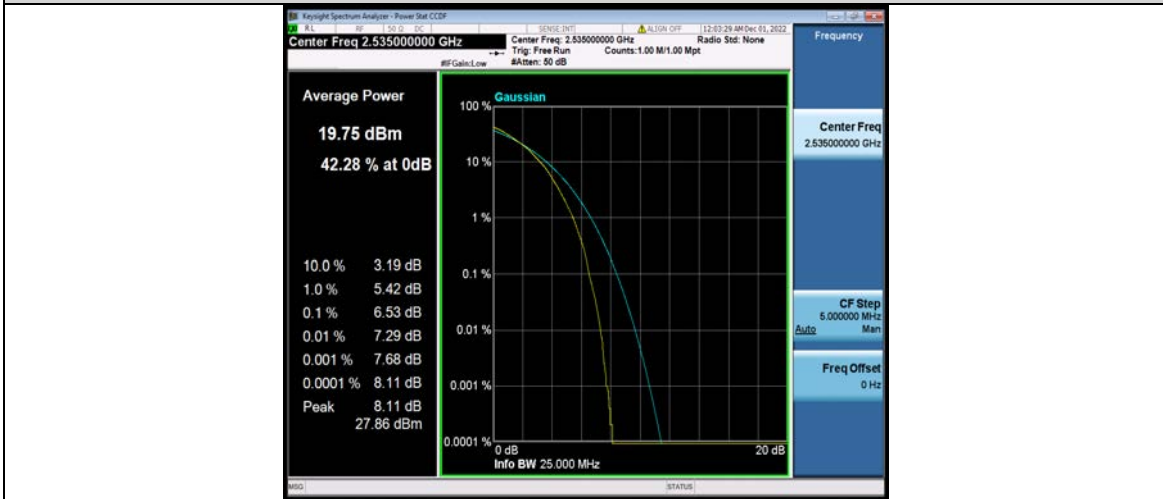 Keysight Spectrum Analyzer - Power Stat CCDF
RL RF 50 Ω DC SENSE:INT ALIGN OFF 12:03:29 AM Dec 01, 2022
Center Freq 2.535000000 GHz
Center Freq: 2.535000000 GHz Radio Std: None
Trig: Free Run Counts:1.00 M/1.00 Mpt
#IFGain:Low #Atten: 50 dB
Frequency
Average Power
19.75 dBm
42.28 % at 0dB
10.0 % 3.19 dB
1.0 % 5.42 dB
0.1 % 6.53 dB
0.01 % 7.29 dB
0.001 % 7.68 dB
0.0001 % 8.11 dB
Peak 8.11 dB
27.86 dBm
Gaussian
100 %
10 %
1 %
0.1 %
0.01 %
0.001 %
0.0001 %
0 dB 20 dB
Info BW 25.000 MHz
Center Freq
2.535000000 GHz
CF Step
5.000000 MHz
Auto Man
Freq Offset
0 Hz
MSG STATUS